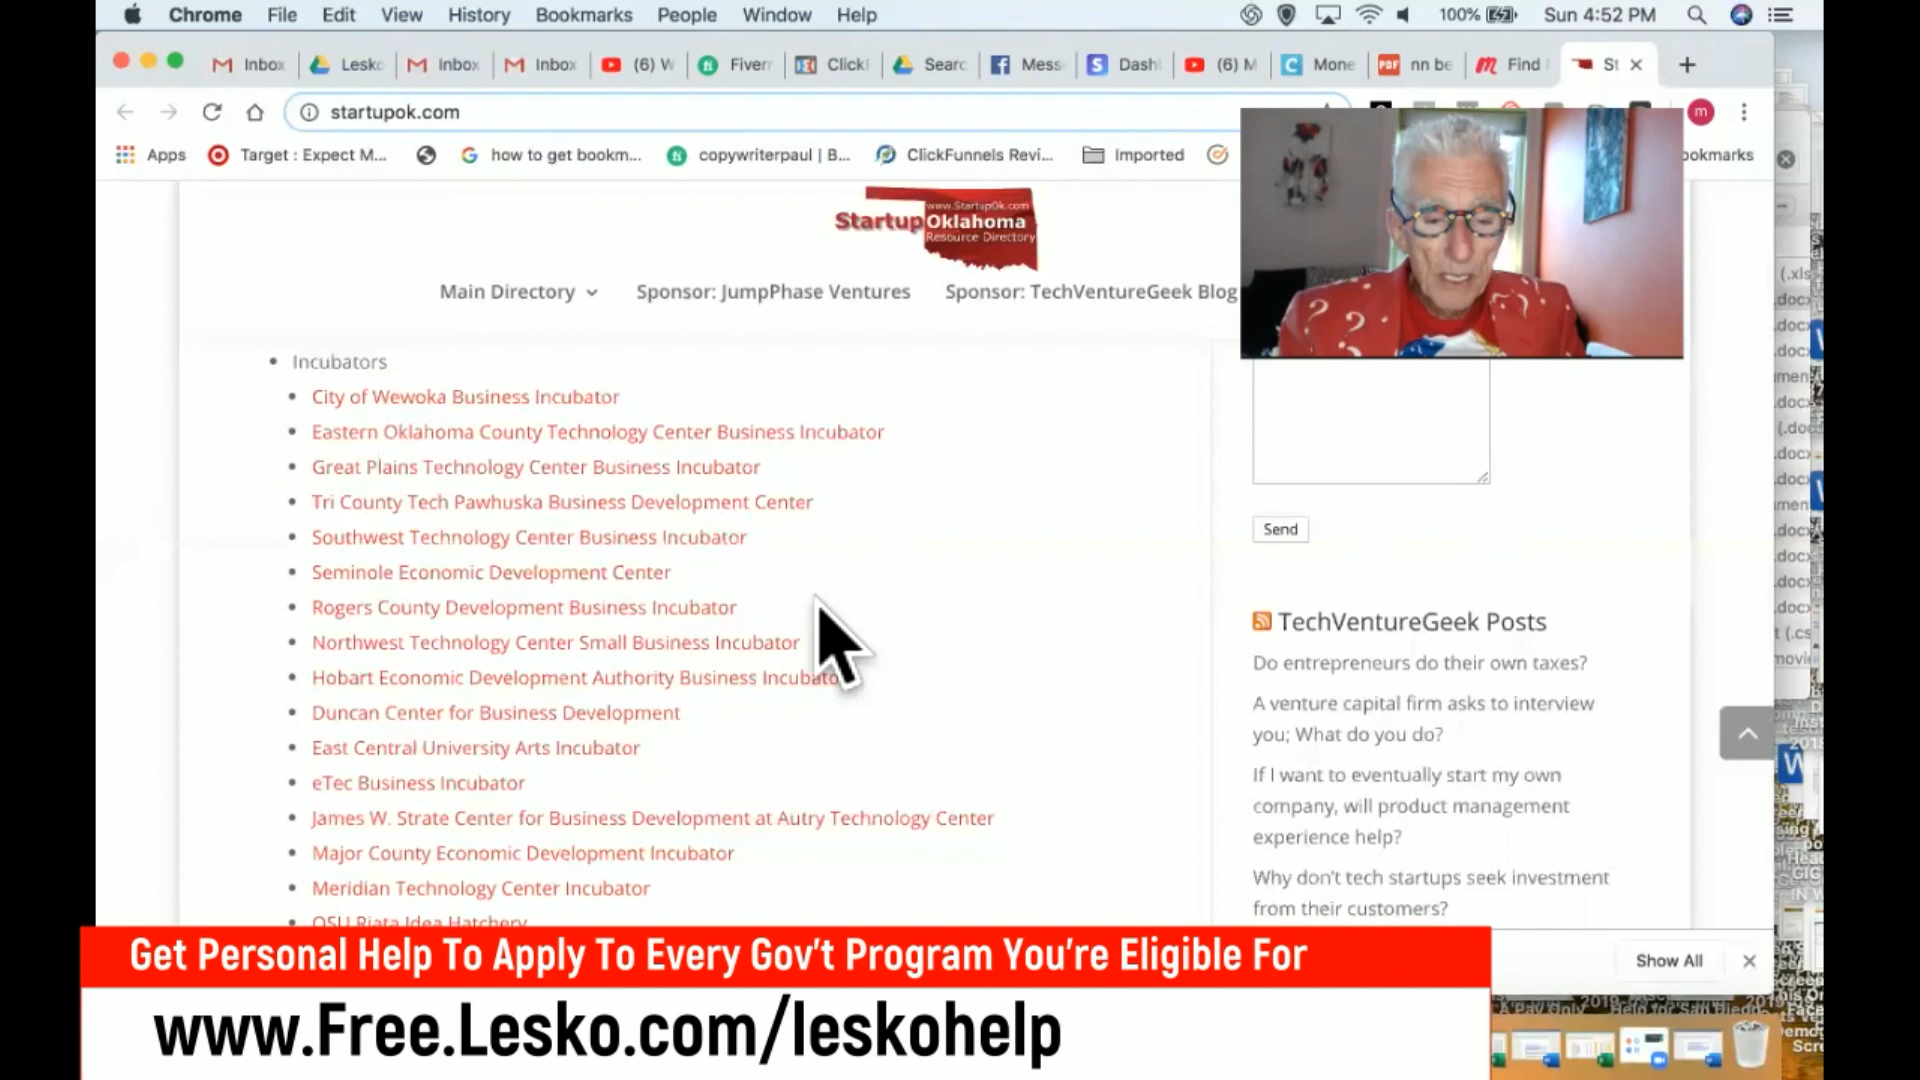 Chrome File Edit View History Bookmarks People Window Help 100% Sun 4:52 PM
Inbox Lesko Inbox Inbox (6) W Fiverr Click Searc Mess Dash (6) M Mone nn be Find St
startupok.com
Apps Target : Expect M... how to get bookm... copywriterpaul | B... ClickFunnels Revi... Imported ookmarks
www.StartupOk.com
StartupOklahoma
Resource Directory
Main Directory Sponsor: JumpPhase Ventures Sponsor: TechVentureGeek Blog
Incubators
City of Wewoka Business Incubator
Eastern Oklahoma County Technology Center Business Incubator
Great Plains Technology Center Business Incubator
Tri County Tech Pawhuska Business Development Center
Southwest Technology Center Business Incubator
Seminole Economic Development Center
Rogers County Development Business Incubator
Northwest Technology Center Small Business Incubator
Hobart Economic Development Authority Business Incubato
Duncan Center for Business Development
East Central University Arts Incubator
eTec Business Incubator
James W. Strate Center for Business Development at Autry Technology Center
Major County Economic Development Incubator
Meridian Technology Center Incubator
OSU Riata Idea Hatchery
Send
TechVentureGeek Posts
Do entrepreneurs do their own taxes?
A venture capital firm asks to interview
you; What do you do?
If I want to eventually start my own
company, will product management
experience help?
Why don't tech startups seek investment
from their customers?
Show All
Get Personal Help To Apply To Every Gov't Program You're Eligible For
www.Free.Lesko.com/leskohelp